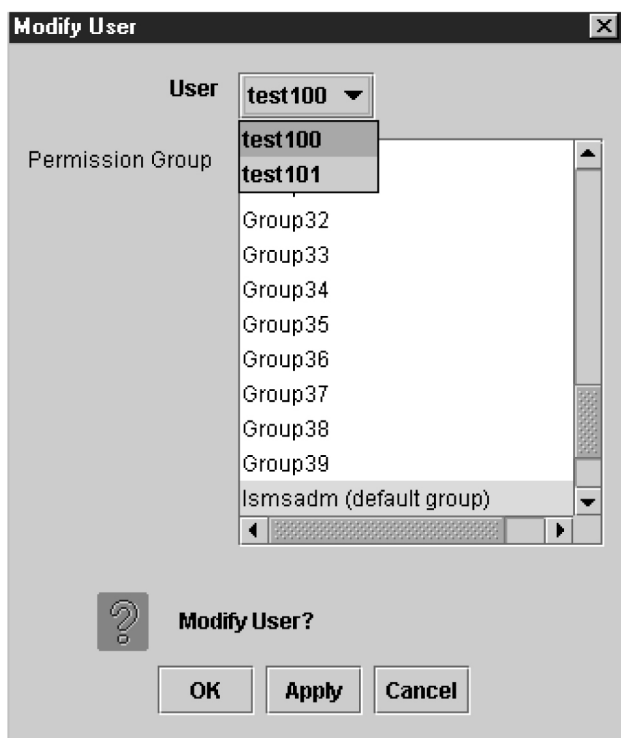 Modify User
User test100
test100
Permission Group
test101
Group32
Group33
Group34
Group35
Group36
Group37
Group38
Group39
lsmsadm (default group)
Modify User?
OK Apply Cancel